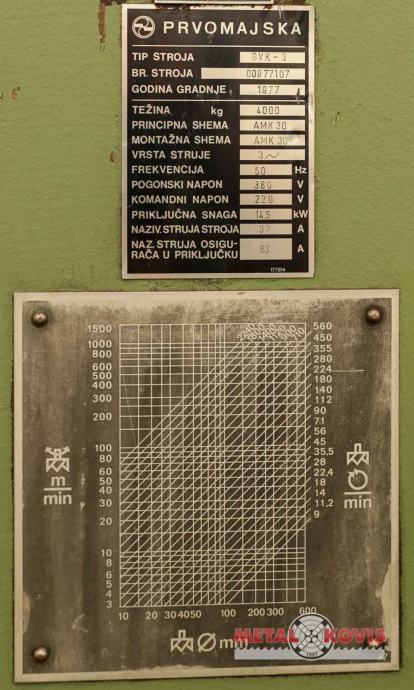 PRVOMAJSKA
TIP STROJA GVK-3
BR. STROJA 00877107
GODINA GRADNJE 1977
TEŽINA kg 4000
PRINCIPNA SHEMA AMK 30
MONTAŽNA SHEMA AMK 30
VRSTA STRUJE 3~
FREKVENCIJA 50 Hz
POGONSKI NAPON 380 V
KOMANDNI NAPON 220 V
PRIKLJUČNA SNAGA 14,5 kW
NAZIV. STRUJA STROJA 32 A
NAZ. STRUJA OSIGU-
RAČA U PRIKLJUČKU 63 A
177814
1500
1000
800
600
500
400
300
200
100
80
60
50
40
30
20
10
8
6
5
4
3
m
min
560
450
355
280
224
180
140
112
90
71
56
45
35,5
28
22,4
18
14
11,2
9
min
10 20 30 40 50 100 200 300 600
Ø mm
METAL KOVIS